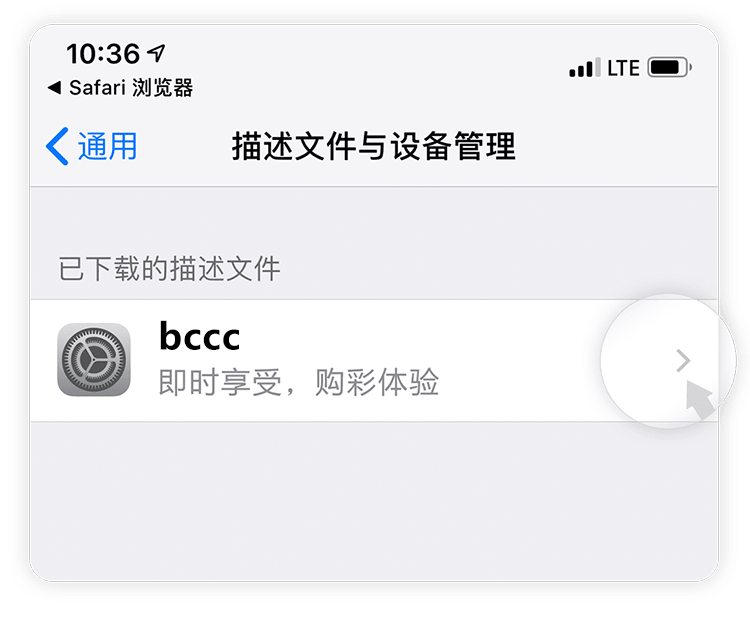 10:36
LTE
Safari 浏览器
通用
描述文件与设备管理
已下载的描述文件
bccc
即时享受，购彩体验